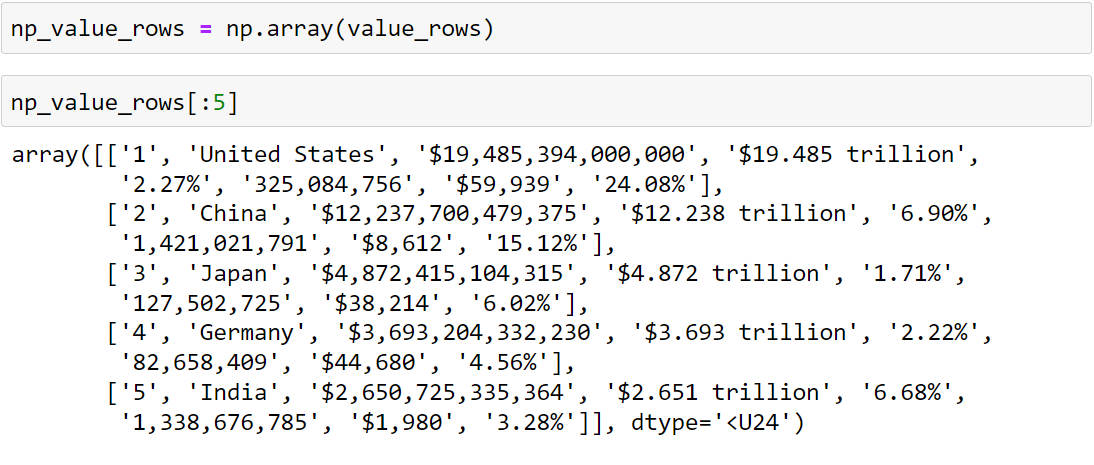 np_value_rows = np.array(value_rows)
np_value_rows[:5]
array([['1', 'United States', '$19,485,394,000,000', '$19.485 trillion',
'2.27%', '325,084,756', '$59,939', '24.08%'],
['2', 'China', '$12,237,700,479,375', '$12.238 trillion', '6.90%',
'1,421,021,791', '$8,612', '15.12%'],
['3', 'Japan', '$4,872,415,104,315', '$4.872 trillion', '1.71%',
'127,502,725', '$38,214', '6.02%'],
['4', 'Germany', '$3,693,204,332,230', '$3.693 trillion', '2.22%',
'82,658,409', '$44,680', '4.56%'],
['5', 'India', '$2,650,725,335,364', '$2.651 trillion', '6.68%',
'1,338,676,785', '$1,980', '3.28%']], dtype='<U24')